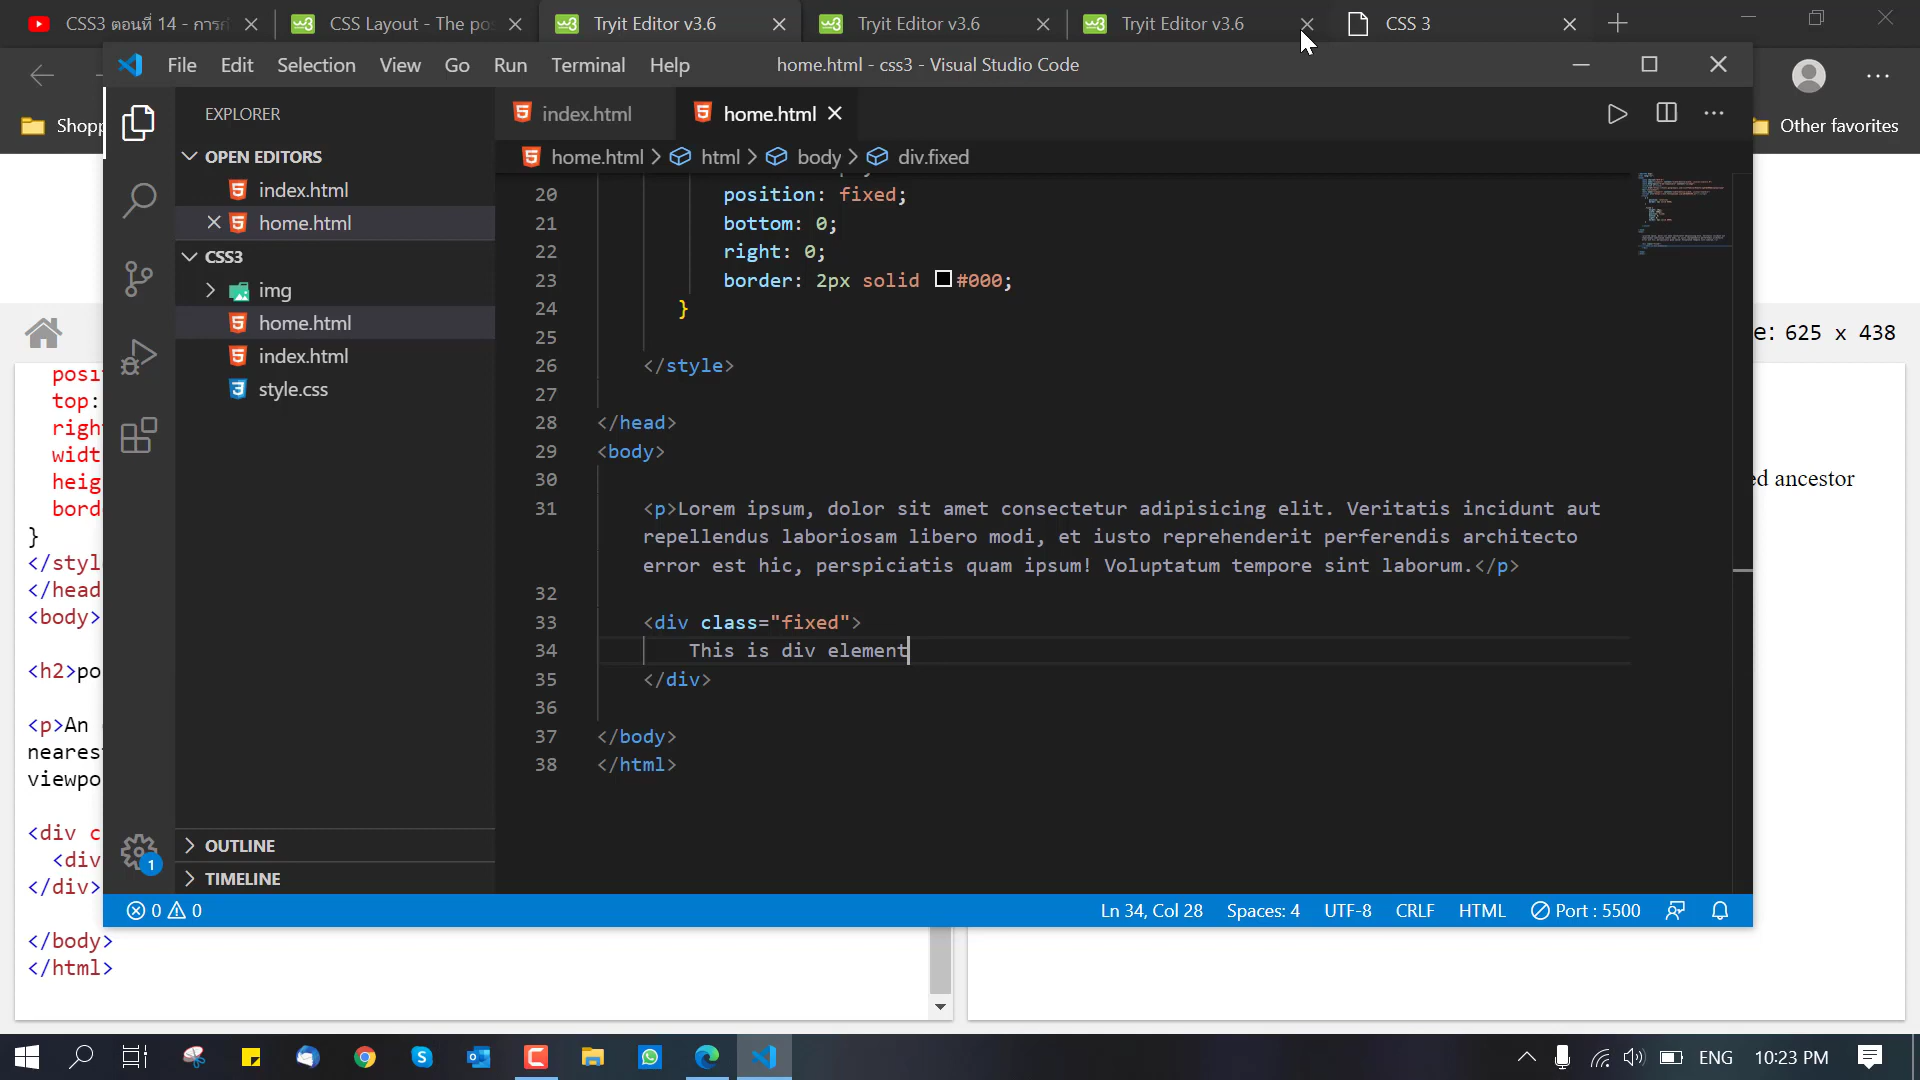 CSS3 ตอนที่ 14 - การก่
CSS Layout - The po
Tryit Editor v3.6
Tryit Editor v3.6
Tryit Editor v3.6
CSS 3
File Edit Selection View Go Run Terminal Help
home.html - css3 - Visual Studio Code
Shopp
Other favorites
EXPLORER
OPEN EDITORS
index.html
home.html
CSS3
img
home.html
index.html
style.css
OUTLINE
TIMELINE
index.html
home.html
home.html > html > body > div.fixed
20 position: fixed;
21 bottom: 0;
22 right: 0;
23 border: 2px solid #000;
24 }
25
26 </style>
27
28 </head>
29 <body>
30
31 <p>Lorem ipsum, dolor sit amet consectetur adipisicing elit. Veritatis incidunt aut
repellendus laboriosam libero modi, et iusto reprehenderit perferendis architecto
error est hic, perspiciatis quam ipsum! Voluptatum tempore sint laborum.</p>
32
33 <div class="fixed">
34 This is div element
35 </div>
36
37 </body>
38 </html>
1
0 0
Ln 34, Col 28 Spaces: 4 UTF-8 CRLF HTML Port : 5500
posi
top:
righ
widt
heig
bord
}
</styl
</head
<body>
<h2>po
<p>An
neares
viewpo
<div c
<div
</div>
</body>
</html>
e: 625 x 438
ed ancestor
ENG 10:23 PM